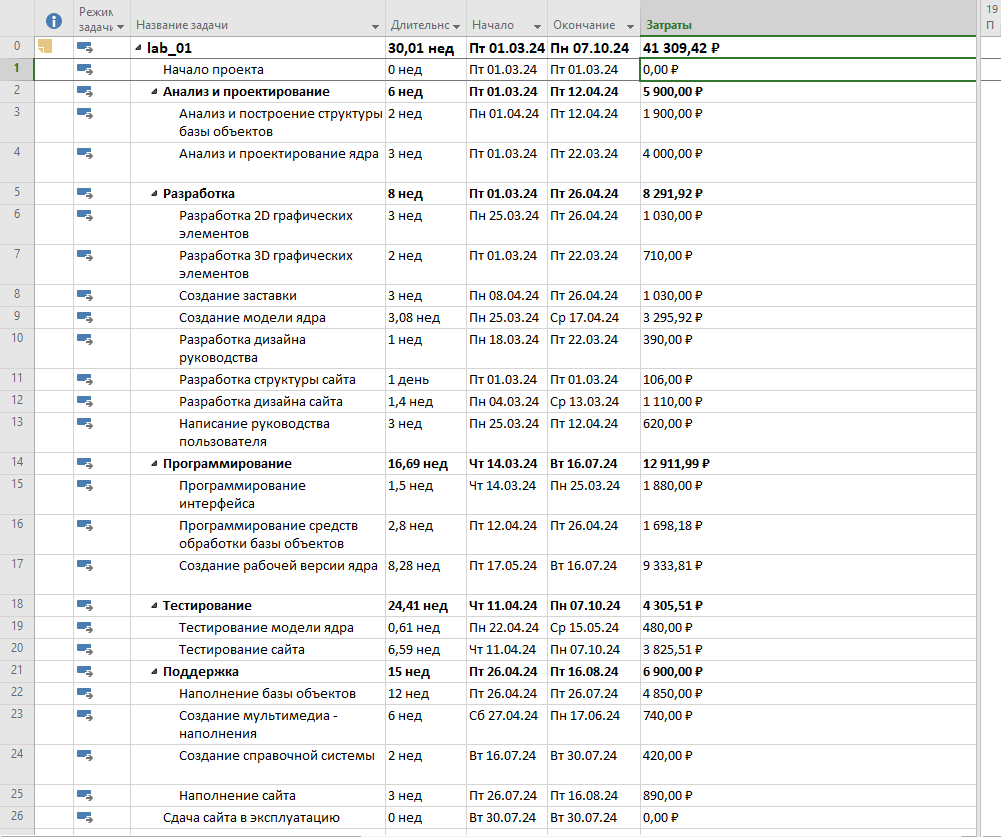 Режим задачи Название задачи Длительнс Начало Окончание Затраты 19
П
0 lab_01 30,01 нед Пт 01.03.24 Пн 07.10.24 41 309,42 ₽
1 Начало проекта 0 нед Пт 01.03.24 Пт 01.03.24 0,00 ₽
2 Анализ и проектирование 6 нед Пт 01.03.24 Пт 12.04.24 5 900,00 ₽
3 Анализ и построение структуры 2 нед Пн 01.04.24 Пт 12.04.24 1 900,00 ₽
базы объектов
4 Анализ и проектирование ядра 3 нед Пт 01.03.24 Пт 22.03.24 4 000,00 ₽
5 Разработка 8 нед Пт 01.03.24 Пт 26.04.24 8 291,92 ₽
6 Разработка 2D графических 3 нед Пн 25.03.24 Пт 26.04.24 1 030,00 ₽
элементов
7 Разработка 3D графических 2 нед Пт 01.03.24 Пт 22.03.24 710,00 ₽
элементов
8 Создание заставки 3 нед Пн 08.04.24 Пт 26.04.24 1 030,00 ₽
9 Создание модели ядра 3,08 нед Пн 25.03.24 Ср 17.04.24 3 295,92 ₽
10 Разработка дизайна 1 нед Пн 18.03.24 Пт 22.03.24 390,00 ₽
руководства
11 Разработка структуры сайта 1 день Пт 01.03.24 Пт 01.03.24 106,00 ₽
12 Разработка дизайна сайта 1,4 нед Пн 04.03.24 Ср 13.03.24 1 110,00 ₽
13 Написание руководства 3 нед Пн 25.03.24 Пт 12.04.24 620,00 ₽
пользователя
14 Программирование 16,69 нед Чт 14.03.24 Вт 16.07.24 12 911,99 ₽
15 Программирование 1,5 нед Чт 14.03.24 Пн 25.03.24 1 880,00 ₽
интерфейса
16 Программирование средств 2,8 нед Пт 12.04.24 Пт 26.04.24 1 698,18 ₽
обработки базы объектов
17 Создание рабочей версии ядра 8,28 нед Пт 17.05.24 Вт 16.07.24 9 333,81 ₽
18 Тестирование 24,41 нед Чт 11.04.24 Пн 07.10.24 4 305,51 ₽
19 Тестирование модели ядра 0,61 нед Пн 22.04.24 Ср 15.05.24 480,00 ₽
20 Тестирование сайта 6,59 нед Чт 11.04.24 Пн 07.10.24 3 825,51 ₽
21 Поддержка 15 нед Пт 26.04.24 Пт 16.08.24 6 900,00 ₽
22 Наполнение базы объектов 12 нед Пт 26.04.24 Пт 26.07.24 4 850,00 ₽
23 Создание мультимедиа - 6 нед Сб 27.04.24 Пн 17.06.24 740,00 ₽
наполнения
24 Создание справочной системы 2 нед Вт 16.07.24 Вт 30.07.24 420,00 ₽
25 Наполнение сайта 3 нед Пт 26.07.24 Пт 16.08.24 890,00 ₽
26 Сдача сайта в эксплуатацию 0 нед Вт 30.07.24 Вт 30.07.24 0,00 ₽